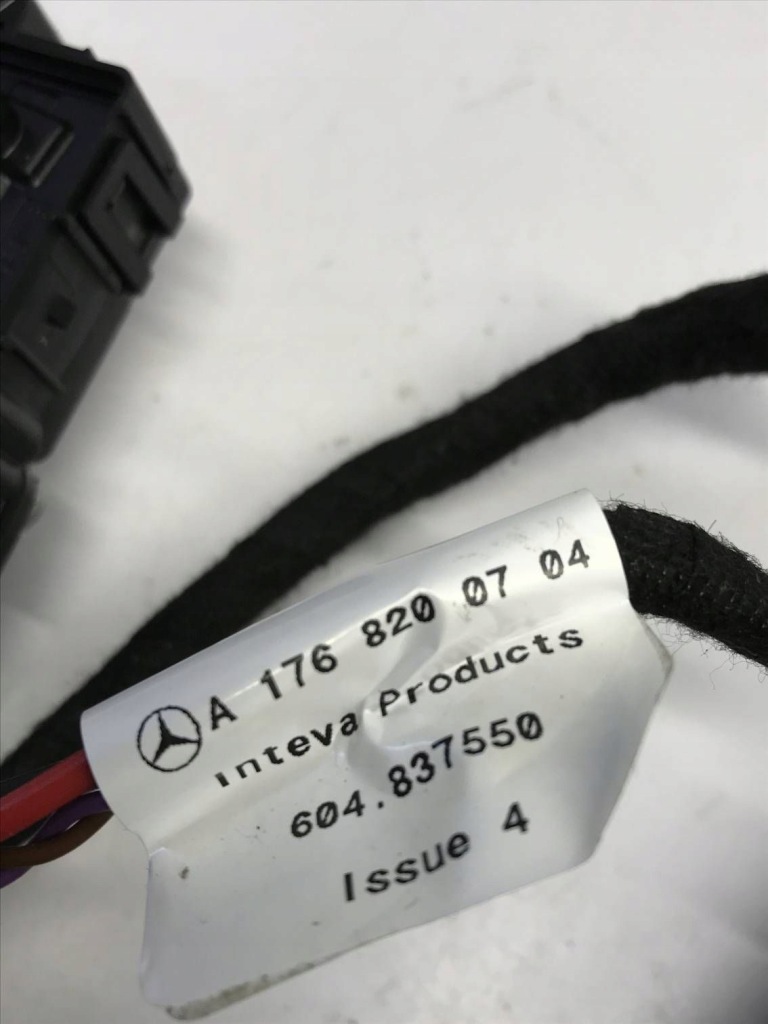 A 176 820 07 04
Inteva Products
604.837550
Issue 4